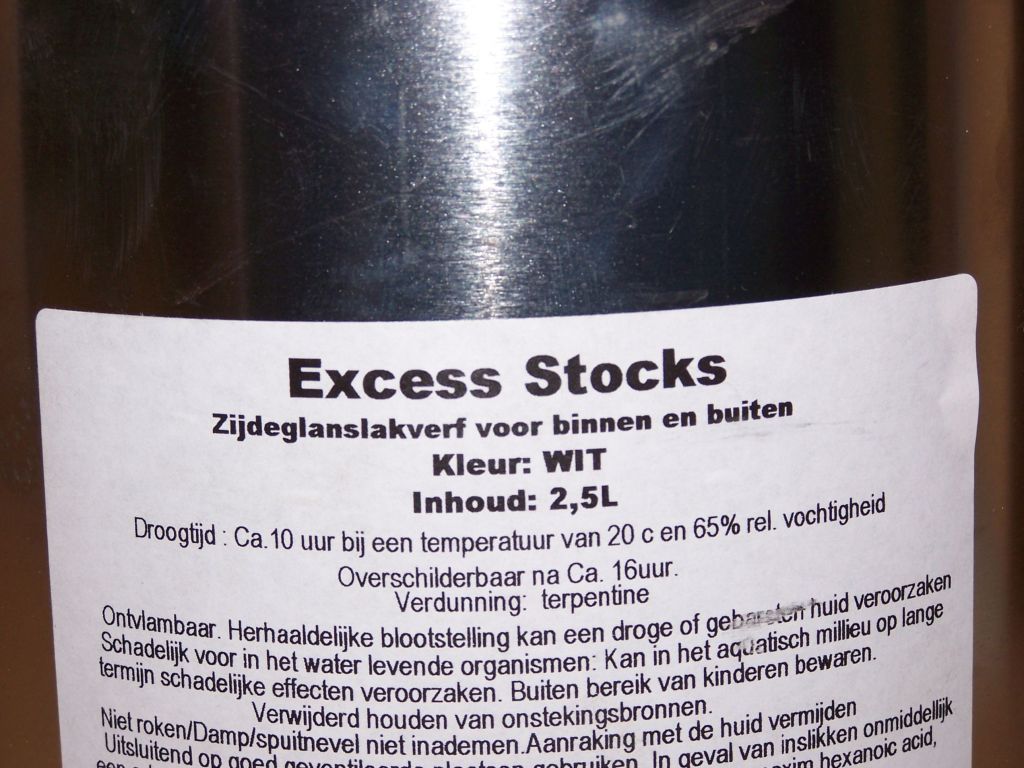 Excess Stocks
Zijdeglanslakverf voor binnen en buiten
Kleur: WIT
Inhoud: 2,5L
Droogtijd : Ca.10 uur bij een temperatuur van 20 c en 65% rel. vochtigheid
Overschilderbaar na Ca. 16uur.
Verdunning: terpentine
Ontvlambaar. Herhaaldelijke blootstelling kan een droge of gebarsten huid veroorzaken
Schadelijk voor in het water levende organismen: Kan in het aquatisch millieu op lange
termijn schadelijke effecten veroorzaken. Buiten bereik van kinderen bewaren.
Verwijderd houden van onstekingsbronnen.
Niet roken/Damp/spuitnevel niet inademen.Aanraking met de huid vermijden
Uitsluitend op goed geventileerde plaatsen gebruiken. In geval van inslikken onmiddellijk
hexanoic acid,